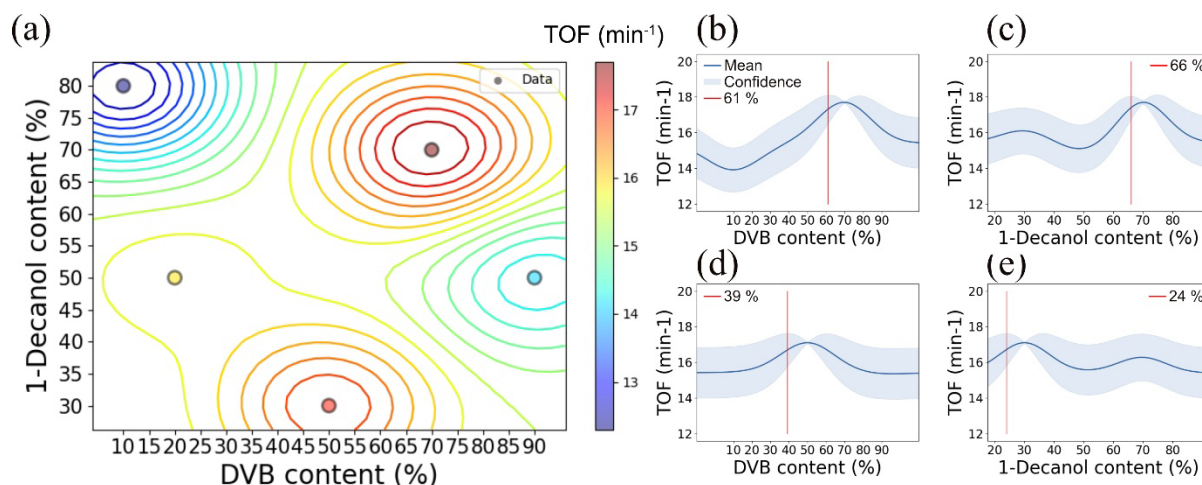 (a)
TOF (min⁻¹)
Data
1-Decanol content (%)
80
75
70
65
60
55
50
45
40
35
30
10 15 20 25 30 35 40 45 50 55 60 65 70 75 80 85 90
DVB content (%)
17
16
15
14
13
(b)
Mean
Confidence
61 %
TOF (min-1)
20
18
16
14
12
10 20 30 40 50 60 70 80 90
DVB content (%)
(c)
66 %
TOF (min-1)
20
18
16
14
12
20 30 40 50 60 70 80
1-Decanol content (%)
(d)
39 %
TOF (min-1)
20
18
16
14
12
10 20 30 40 50 60 70 80 90
DVB content (%)
(e)
24 %
TOF (min-1)
20
18
16
14
12
20 30 40 50 60 70 80
1-Decanol content (%)